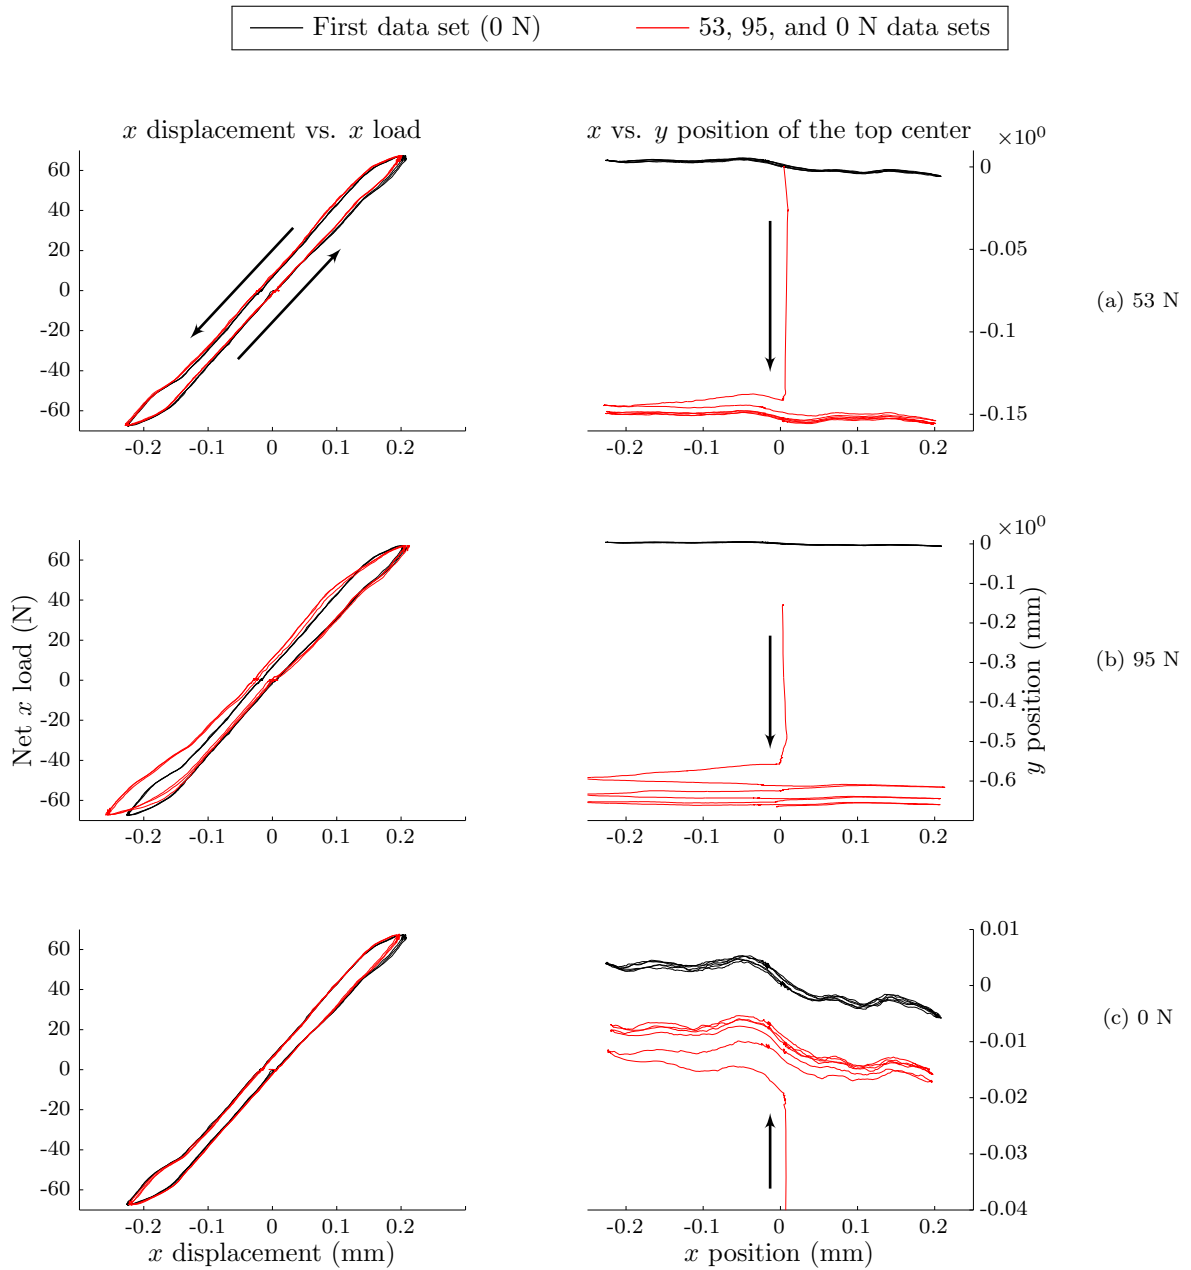 First data set (0 N)
53, 95, and 0 N data sets
x displacement vs. x load
x vs. y position of the top center
×10⁰
60
40
20
0
-20
-40
-60
-0.2 -0.1 0 0.1 0.2
0
-0.05
-0.1
-0.15
-0.2 -0.1 0 0.1 0.2
(a) 53 N
Net x load (N)
60
40
20
0
-20
-40
-60
-0.2 -0.1 0 0.1 0.2
×10⁰
0
-0.1
-0.2
-0.3
-0.4
-0.5
-0.6
-0.2 -0.1 0 0.1 0.2
y position (mm)
(b) 95 N
60
40
20
0
-20
-40
-60
-0.2 -0.1 0 0.1 0.2
x displacement (mm)
0.01
0
-0.01
-0.02
-0.03
-0.04
-0.2 -0.1 0 0.1 0.2
x position (mm)
(c) 0 N